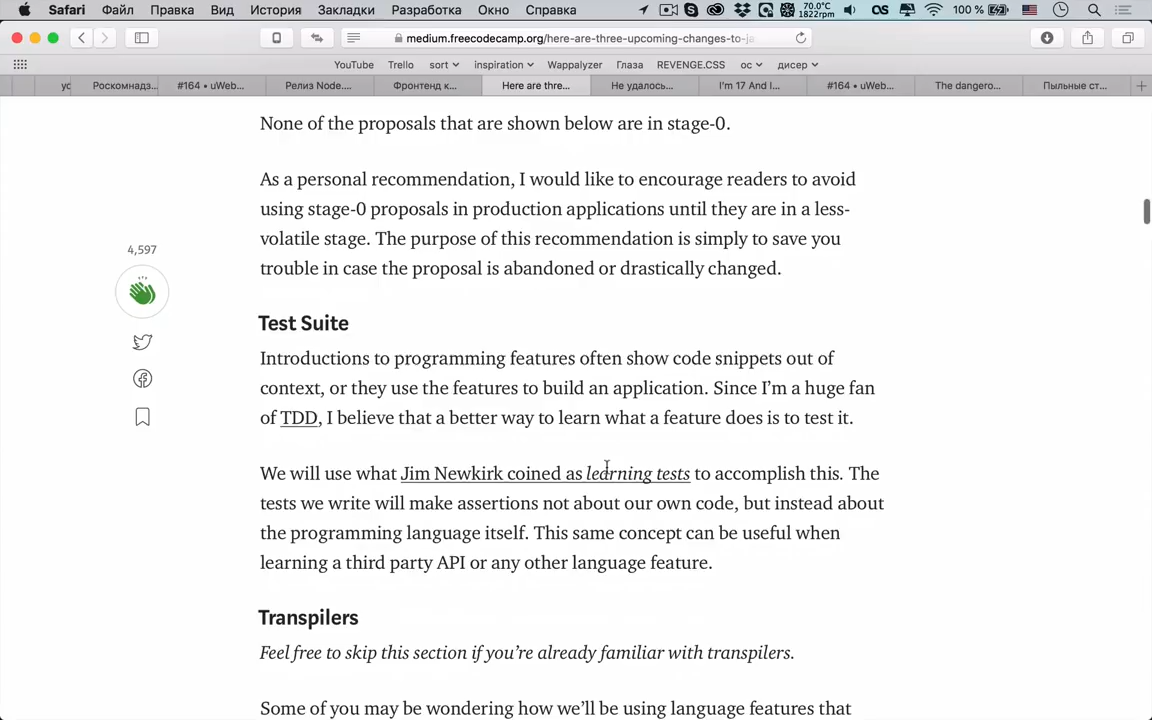 Safari Файл Правка Вид История Закладки Разработка Окно Справка 70.0°C 1822rpm 100 %
medium.freecodecamp.org/here-are-three-upcoming-changes-to-ja
YouTube Trello sort inspiration Wappalyzer Глаза REVENGE.CSS ос дисер
ус Роскомнадз... #164 • uWeb... Релиз Node.... Фронтенд к... Here are thre... Не удалось... I'm 17 And I... #164 • uWeb... The dangero... Пыльные ст...
None of the proposals that are shown below are in stage-0.
As a personal recommendation, I would like to encourage readers to avoid
using stage-0 proposals in production applications until they are in a less-
volatile stage. The purpose of this recommendation is simply to save you
trouble in case the proposal is abandoned or drastically changed.
4,597
Test Suite
Introductions to programming features often show code snippets out of
context, or they use the features to build an application. Since I’m a huge fan
of TDD, I believe that a better way to learn what a feature does is to test it.
We will use what Jim Newkirk coined as learning tests to accomplish this. The
tests we write will make assertions not about our own code, but instead about
the programming language itself. This same concept can be useful when
learning a third party API or any other language feature.
Transpilers
Feel free to skip this section if you’re already familiar with transpilers.
Some of you may be wondering how we’ll be using language features that